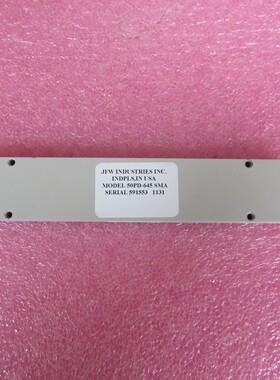 JFW INDUSTRIES INC.
INDPLS,IN USA
MODEL 50PD-645 SMA
SERIAL 591553 1131